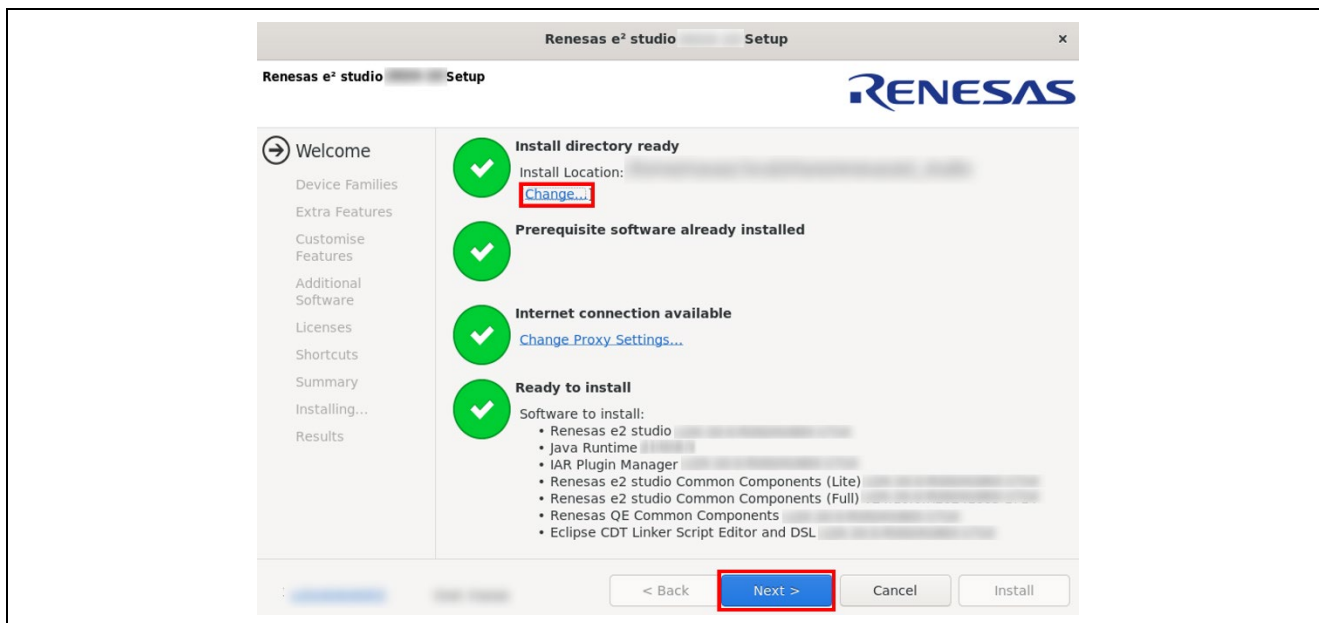 Renesas e² studio Setup
×
Renesas e² studio Setup
RENESAS
Welcome
Device Families
Extra Features
Customise
Features
Additional
Software
Licenses
Shortcuts
Summary
Installing...
Results
Install directory ready
Install Location:
Change...
Prerequisite software already installed
Internet connection available
Change Proxy Settings...
Ready to install
Software to install:
• Renesas e2 studio
• Java Runtime
• IAR Plugin Manager
• Renesas e2 studio Common Components (Lite)
• Renesas e2 studio Common Components (Full)
• Renesas QE Common Components
• Eclipse CDT Linker Script Editor and DSL
< Back
Next >
Cancel
Install